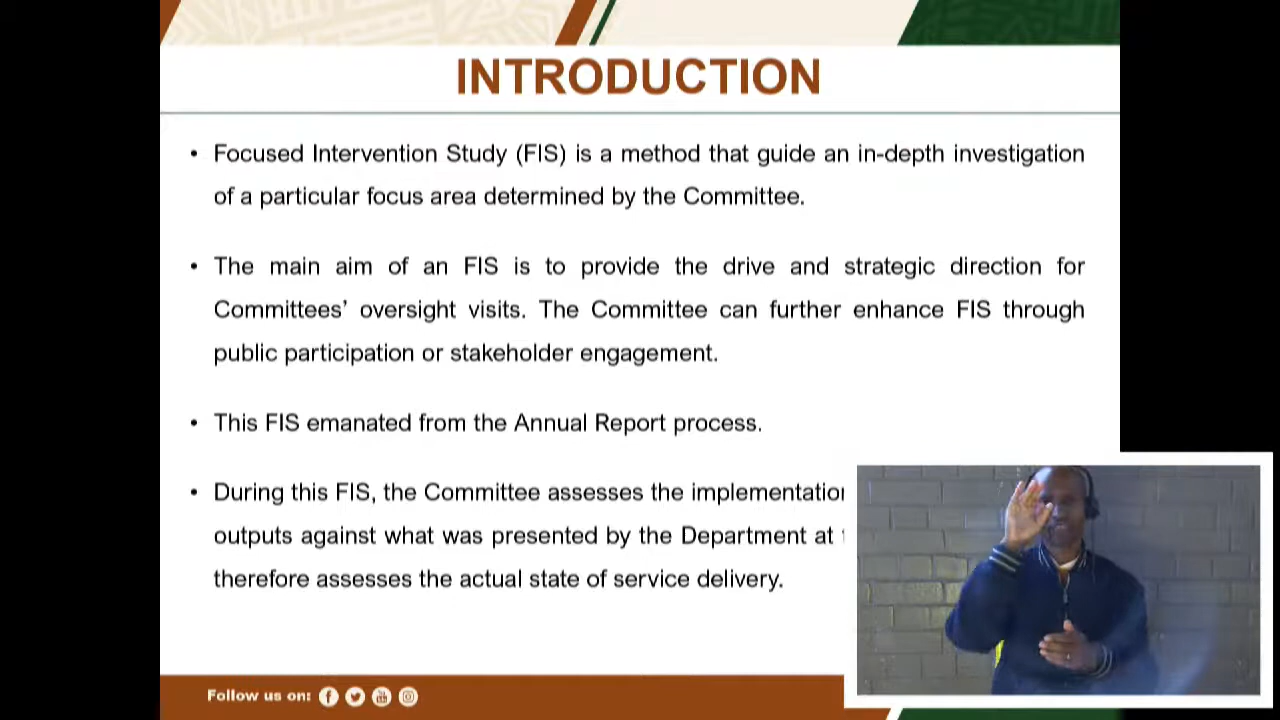 INTRODUCTION
• Focused Intervention Study (FIS) is a method that guide an in-depth investigation
of a particular focus area determined by the Committee.
• The main aim of an FIS is to provide the drive and strategic direction for
Committees’ oversight visits. The Committee can further enhance FIS through
public participation or stakeholder engagement.
• This FIS emanated from the Annual Report process.
• During this FIS, the Committee assesses the implementation
outputs against what was presented by the Department at
therefore assesses the actual state of service delivery.
Follow us on: